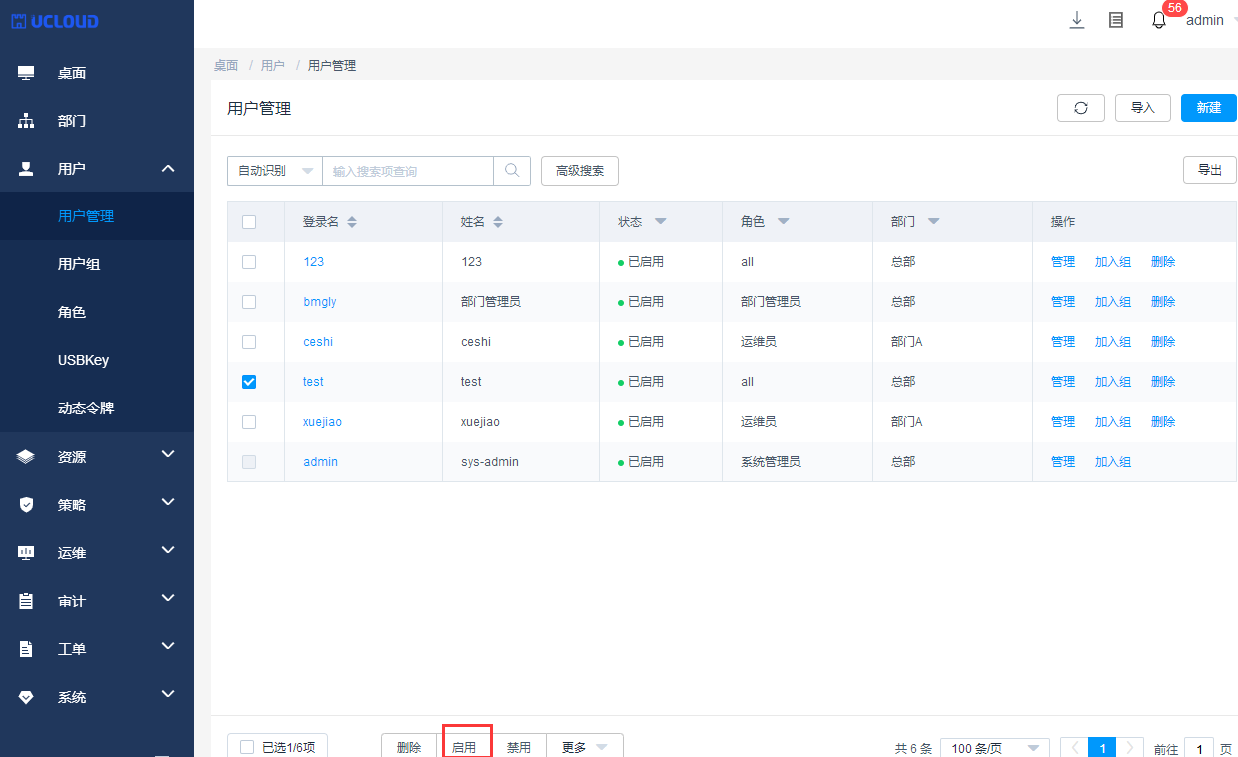 UCLOUD
56
admin
桌面
部门
用户
用户管理
用户组
角色
USBKey
动态令牌
资源
策略
运维
审计
工单
系统
桌面 / 用户 / 用户管理
用户管理
导入
新建
自动识别 输入搜索项查询 高级搜索 导出
登录名 姓名 状态 角色 部门 操作
123 123 已启用 all 总部 管理 加入组 删除
bmgly 部门管理员 已启用 部门管理员 总部 管理 加入组 删除
ceshi ceshi 已启用 运维员 部门A 管理 加入组 删除
test test 已启用 all 总部 管理 加入组 删除
xuejiao xuejiao 已启用 运维员 部门A 管理 加入组 删除
admin sys-admin 已启用 系统管理员 总部 管理 加入组
已选1/6项 删除 启用 禁用 更多 共 6 条 100 条/页 1 前往 1 页